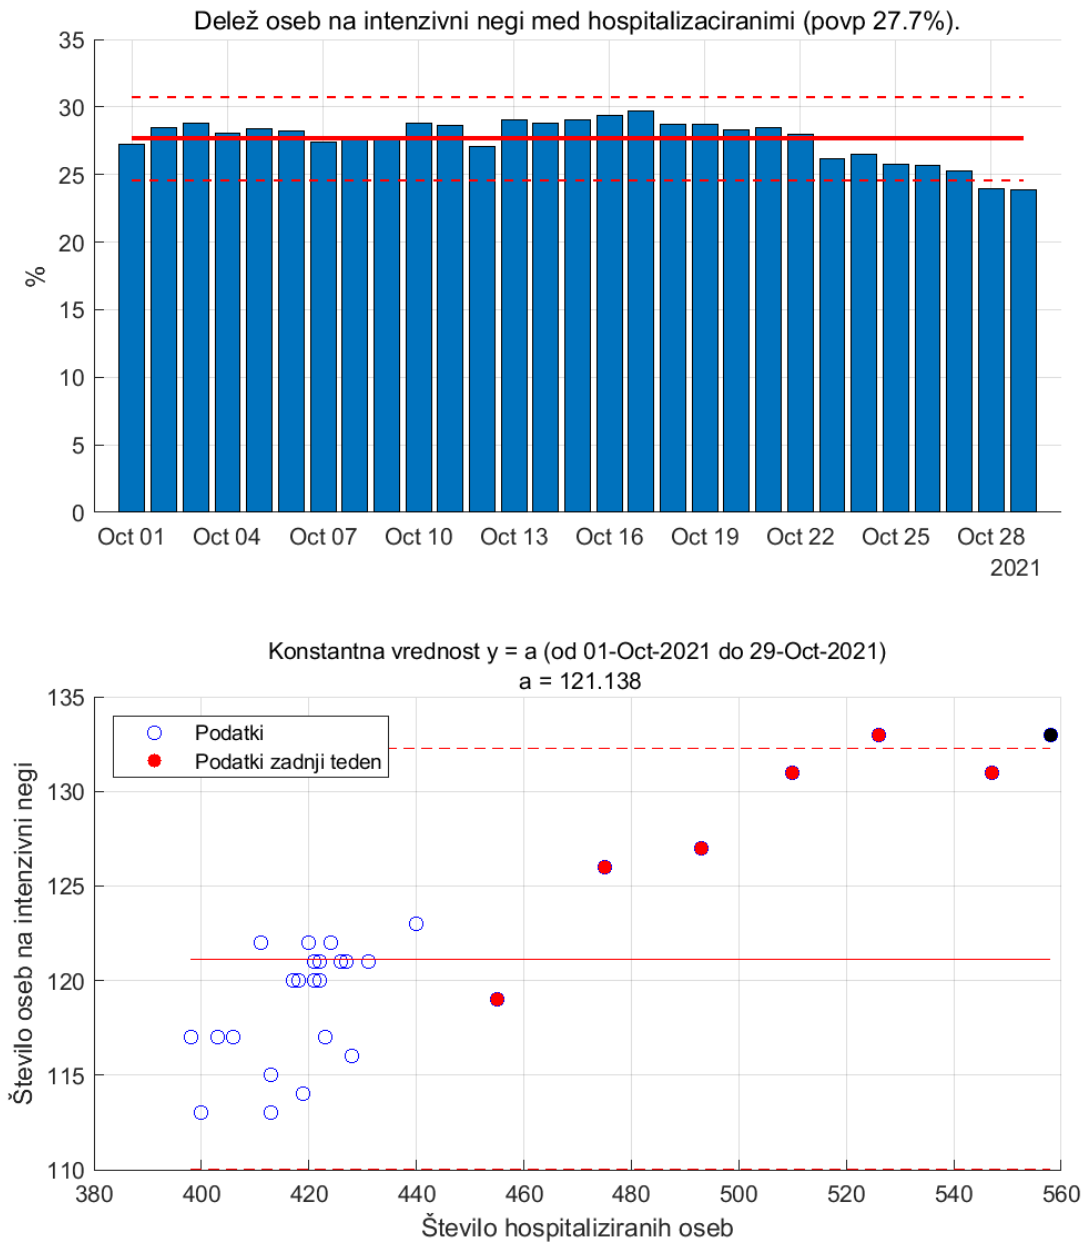 Delež oseb na intenzivni negi med hospitalizaciranimi (povp 27.7%).
35
30
25
20
15
10
5
0
%
Oct 01 Oct 04 Oct 07 Oct 10 Oct 13 Oct 16 Oct 19 Oct 22 Oct 25 Oct 28
2021
Konstantna vrednost y = a (od 01-Oct-2021 do 29-Oct-2021)
a = 121.138
Podatki
Podatki zadnji teden
135
130
125
120
115
110
Število oseb na intenzivni negi
380 400 420 440 460 480 500 520 540 560
Število hospitaliziranih oseb